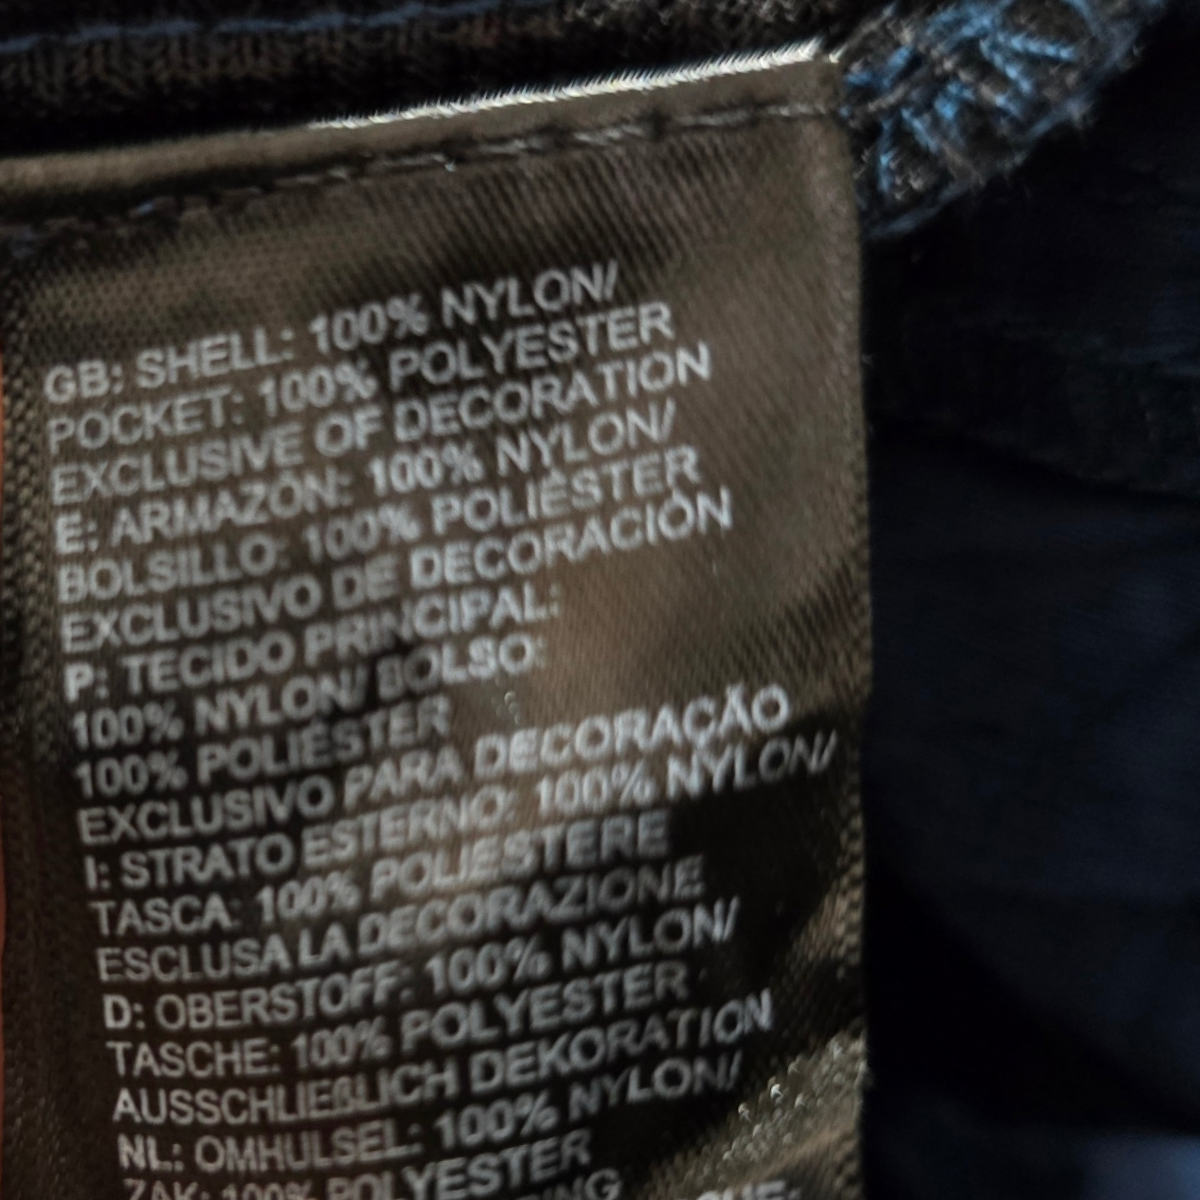 GB: SHELL: 100% NYLON/
POCKET: 100% POLYESTER
EXCLUSIVE OF DECORATION
E: ARMAZÓN: 100% NYLON/
BOLSILLO: 100% POLIÉSTER
EXCLUSIVO DE DECORACIÓN
P: TECIDO PRINCIPAL:
100% NYLON/ BOLSO:
100% POLIÉSTER
EXCLUSIVO PARA DECORAÇÃO
I: STRATO ESTERNO: 100% NYLON/
TASCA: 100% POLIESTERE
ESCLUSA LA DECORAZIONE
D: OBERSTOFF: 100% NYLON/
TASCHE: 100% POLYESTER
AUSSCHLIEßLICH DEKORATION
NL: OMHULSEL: 100% NYLON/
ZAK: 100% POLYESTER